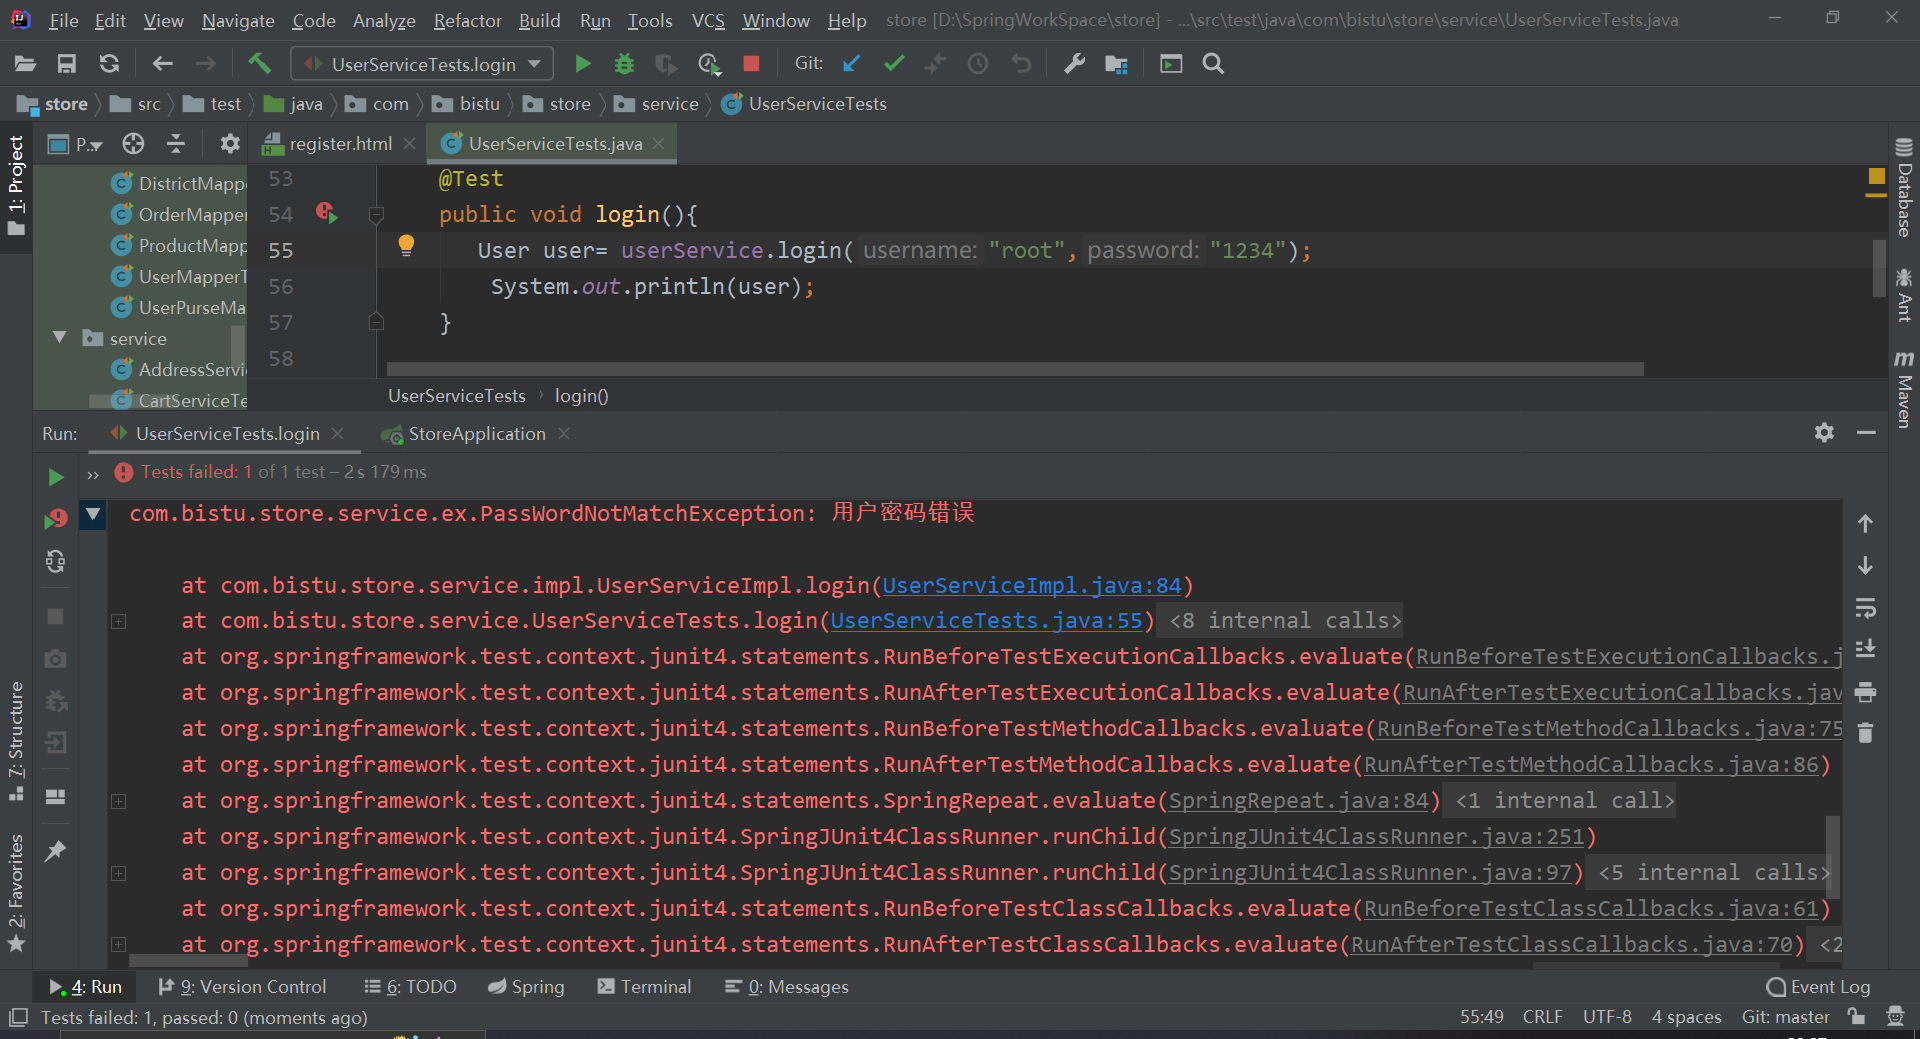 File Edit View Navigate Code Analyze Refactor Build Run Tools VCS Window Help store [D:\SpringWorkSpace\store] - ...\src\test\java\com\bistu\store\service\UserServiceTests.java
UserServiceTests.login Git:
store src test java com bistu store service UserServiceTests
1: Project
P... register.html UserServiceTests.java
DistrictMapp
OrderMapper
ProductMapp
UserMapperT
UserPurseMa
service
AddressServi
CartServiceTe
53 @Test
54 public void login(){
55 User user= userService.login( username: "root", password: "1234");
56 System.out.println(user);
57 }
58
UserServiceTests › login()
Database
Ant
Maven
Run: UserServiceTests.login StoreApplication
» Tests failed: 1 of 1 test – 2 s 179 ms
com.bistu.store.service.ex.PassWordNotMatchException: 用户密码错误
at com.bistu.store.service.impl.UserServiceImpl.login(UserServiceImpl.java:84)
at com.bistu.store.service.UserServiceTests.login(UserServiceTests.java:55) <8 internal calls>
at org.springframework.test.context.junit4.statements.RunBeforeTestExecutionCallbacks.evaluate(RunBeforeTestExecutionCallbacks.j
at org.springframework.test.context.junit4.statements.RunAfterTestExecutionCallbacks.evaluate(RunAfterTestExecutionCallbacks.jav
at org.springframework.test.context.junit4.statements.RunBeforeTestMethodCallbacks.evaluate(RunBeforeTestMethodCallbacks.java:75
at org.springframework.test.context.junit4.statements.RunAfterTestMethodCallbacks.evaluate(RunAfterTestMethodCallbacks.java:86)
at org.springframework.test.context.junit4.statements.SpringRepeat.evaluate(SpringRepeat.java:84) <1 internal call>
at org.springframework.test.context.junit4.SpringJUnit4ClassRunner.runChild(SpringJUnit4ClassRunner.java:251)
at org.springframework.test.context.junit4.SpringJUnit4ClassRunner.runChild(SpringJUnit4ClassRunner.java:97) <5 internal calls>
at org.springframework.test.context.junit4.statements.RunBeforeTestClassCallbacks.evaluate(RunBeforeTestClassCallbacks.java:61)
at org.springframework.test.context.junit4.statements.RunAfterTestClassCallbacks.evaluate(RunAfterTestClassCallbacks.java:70) <2
7: Structure
2: Favorites
4: Run 9: Version Control 6: TODO Spring Terminal 0: Messages Event Log
Tests failed: 1, passed: 0 (moments ago) 55:49 CRLF UTF-8 4 spaces Git: master